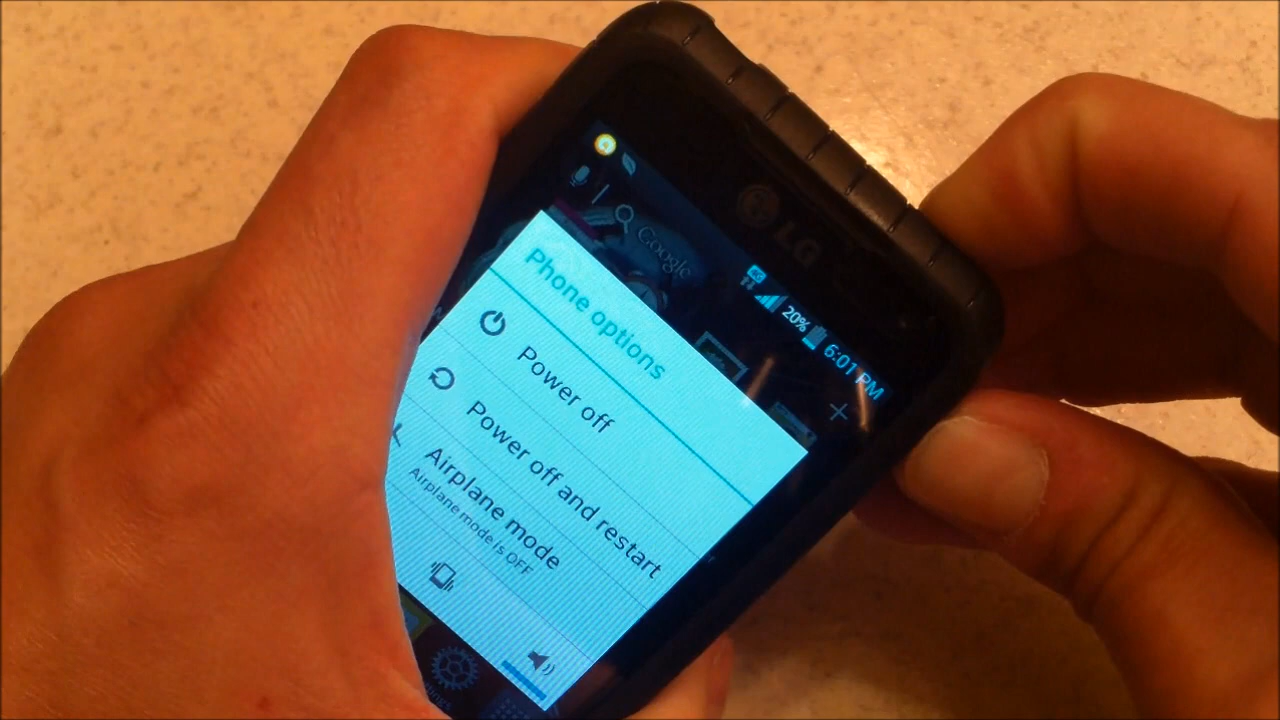 LG
4G
20%
6:01 PM
Google
Phone options
Power off
Power off and restart
Airplane mode
Airplane mode is OFF